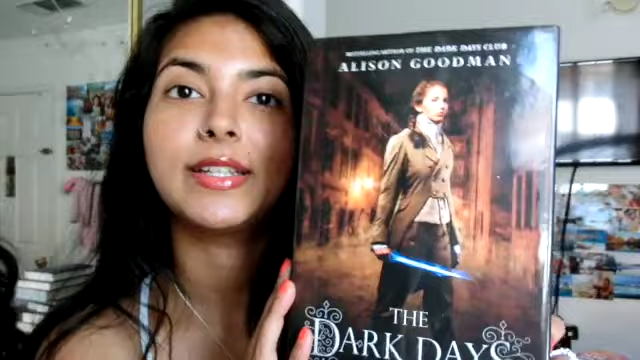 BESTSELLING AUTHOR OF THE DARK DAYS CLUB
ALISON GOODMAN
THE
DARK DAYS